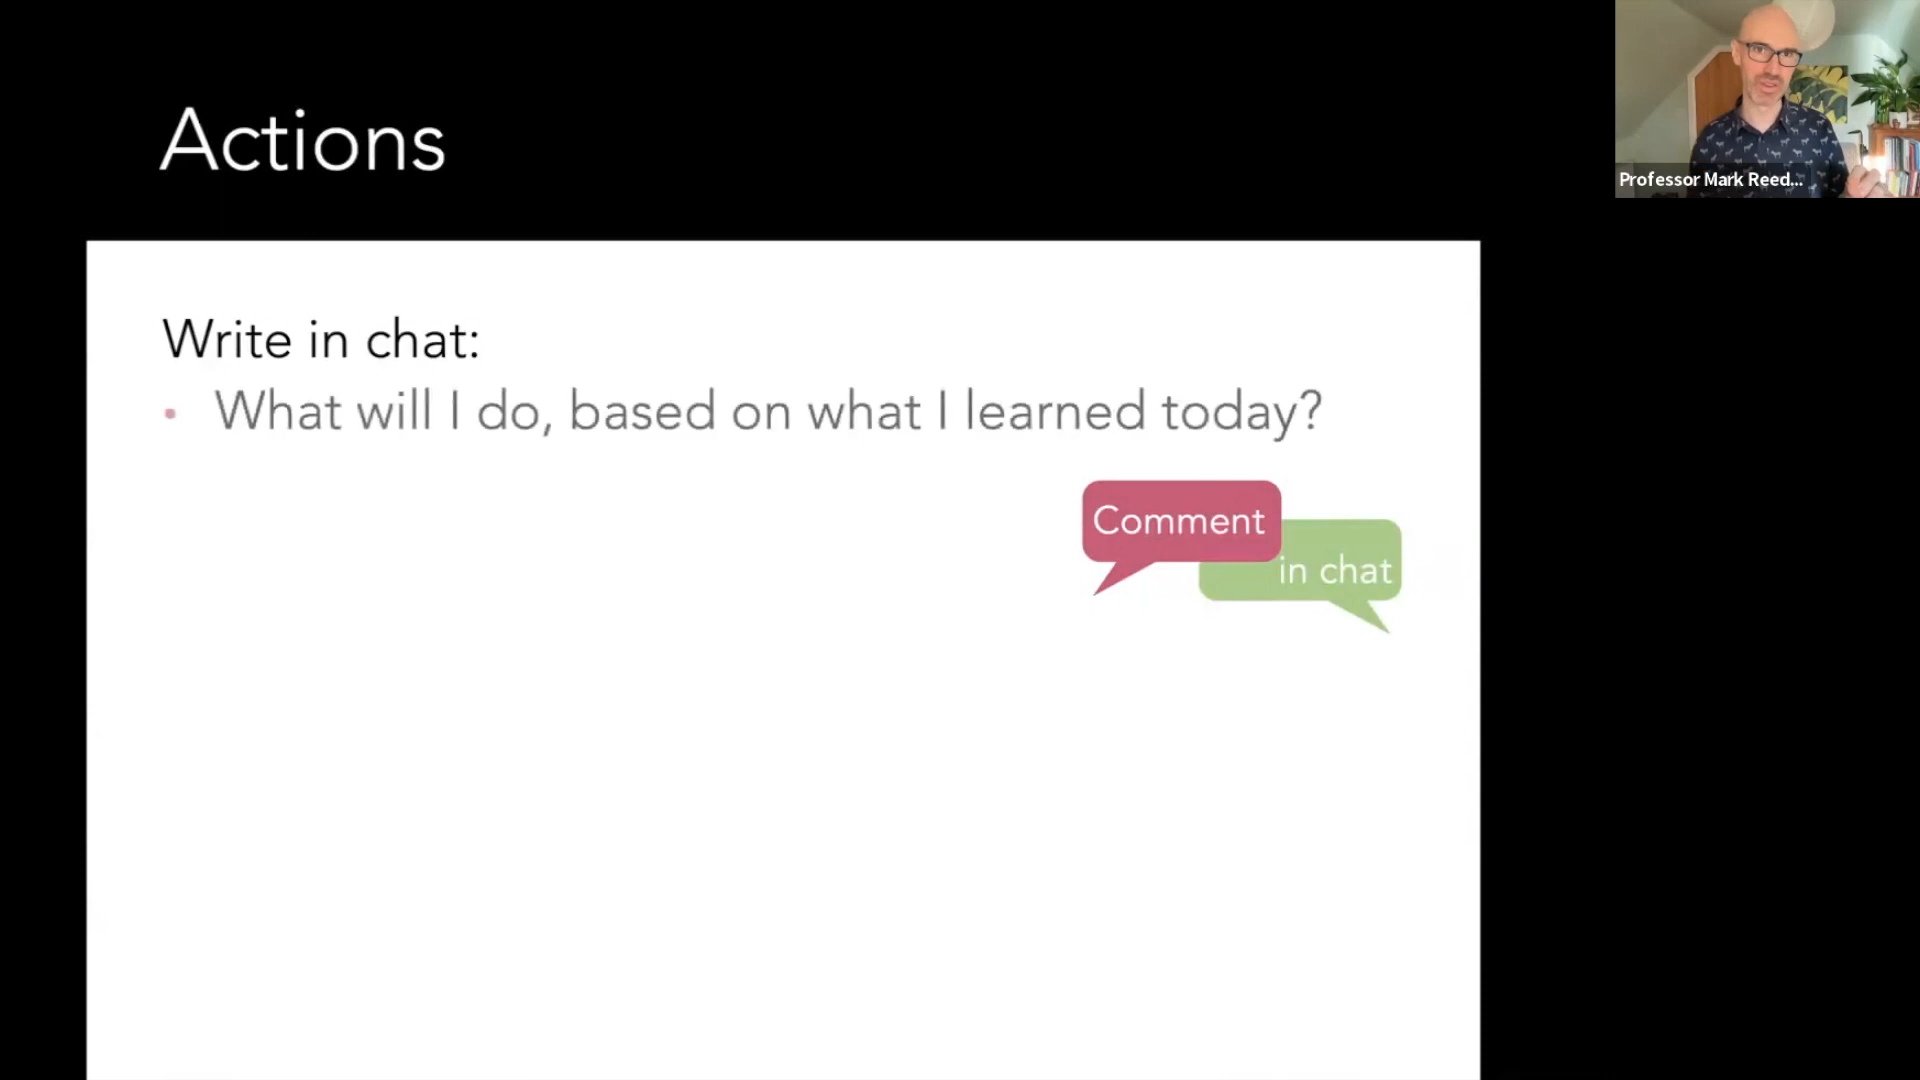 Actions
Professor Mark Reed...
Write in chat:
• What will I do, based on what I learned today?
Comment
in chat